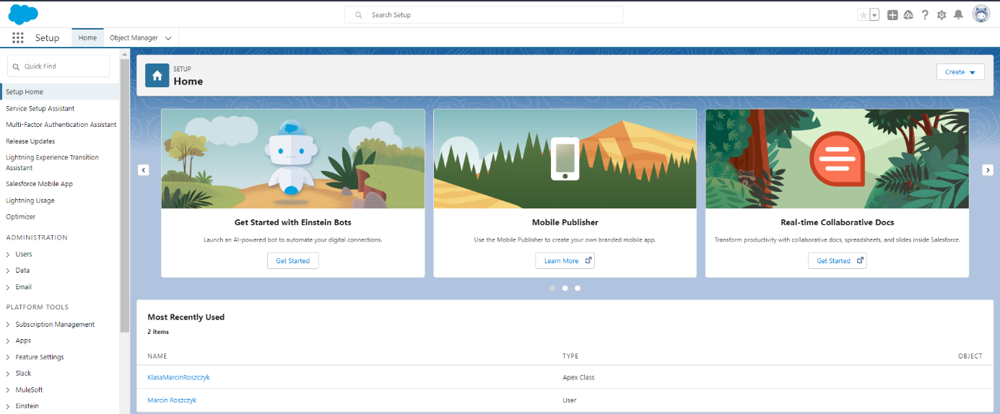 Search Setup
Setup
Home
Object Manager
Quick Find
Setup Home
Service Setup Assistant
Multi-Factor Authentication Assistant
Release Updates
Lightning Experience Transition
Assistant
Salesforce Mobile App
Lightning Usage
Optimizer
ADMINISTRATION
Users
Data
Email
PLATFORM TOOLS
Subscription Management
Apps
Feature Settings
Slack
MuleSoft
Einstein
SETUP
Home
Create
Get Started with Einstein Bots
Launch an AI-powered bot to automate your digital connections.
Get Started
Mobile Publisher
Use the Mobile Publisher to create your own branded mobile app.
Learn More
Real-time Collaborative Docs
Transform productivity with collaborative docs, spreadsheets, and slides inside Salesforce.
Get Started
Most Recently Used
2 items
NAME TYPE OBJECT
KlasaMarcinRoszczyk Apex Class
Marcin Roszczyk User